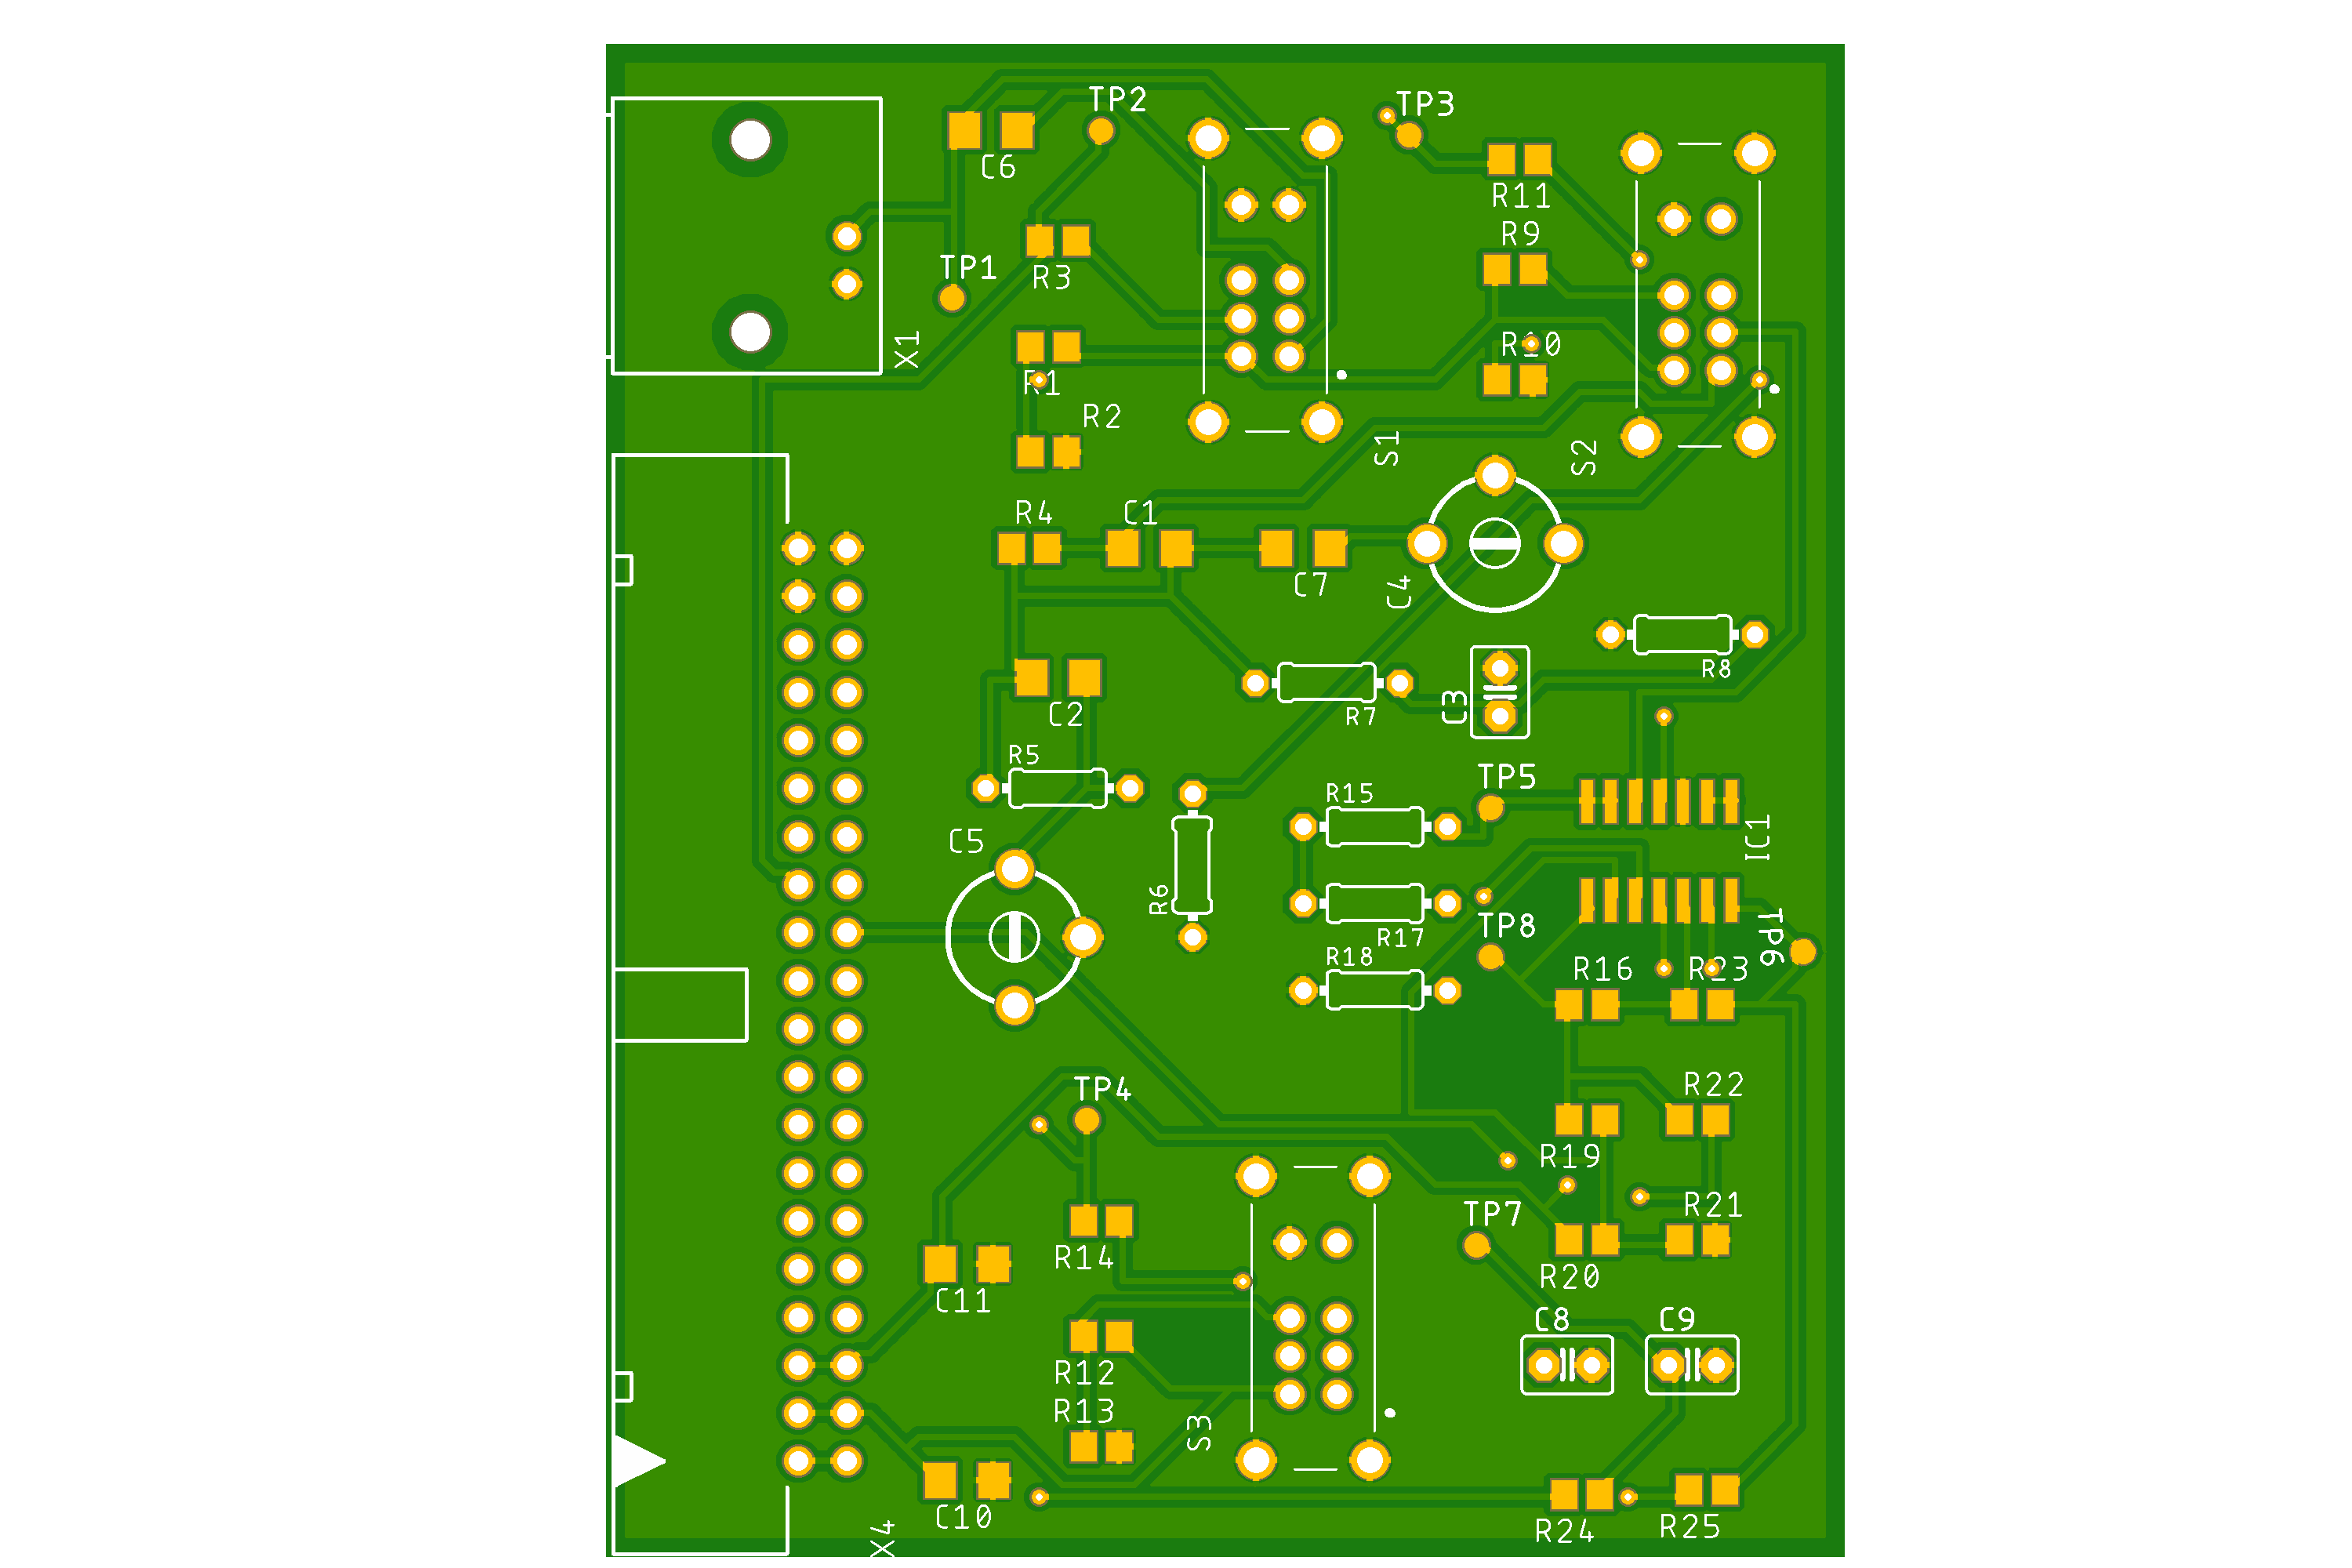 TP2
TP3
C6
R11
R9
TP1
R3
X1
R10
R1
R2
S1
S2
R4
C1
C7
C4
R8
C2
C3
R7
R5
TP5
R15
C5
IC1
R6
TP8
R17
TP6
R18
R16
R23
TP4
R22
R19
R21
TP7
R14
R20
C11
C8
C9
R12
R13
S3
C10
X4
R24
R25